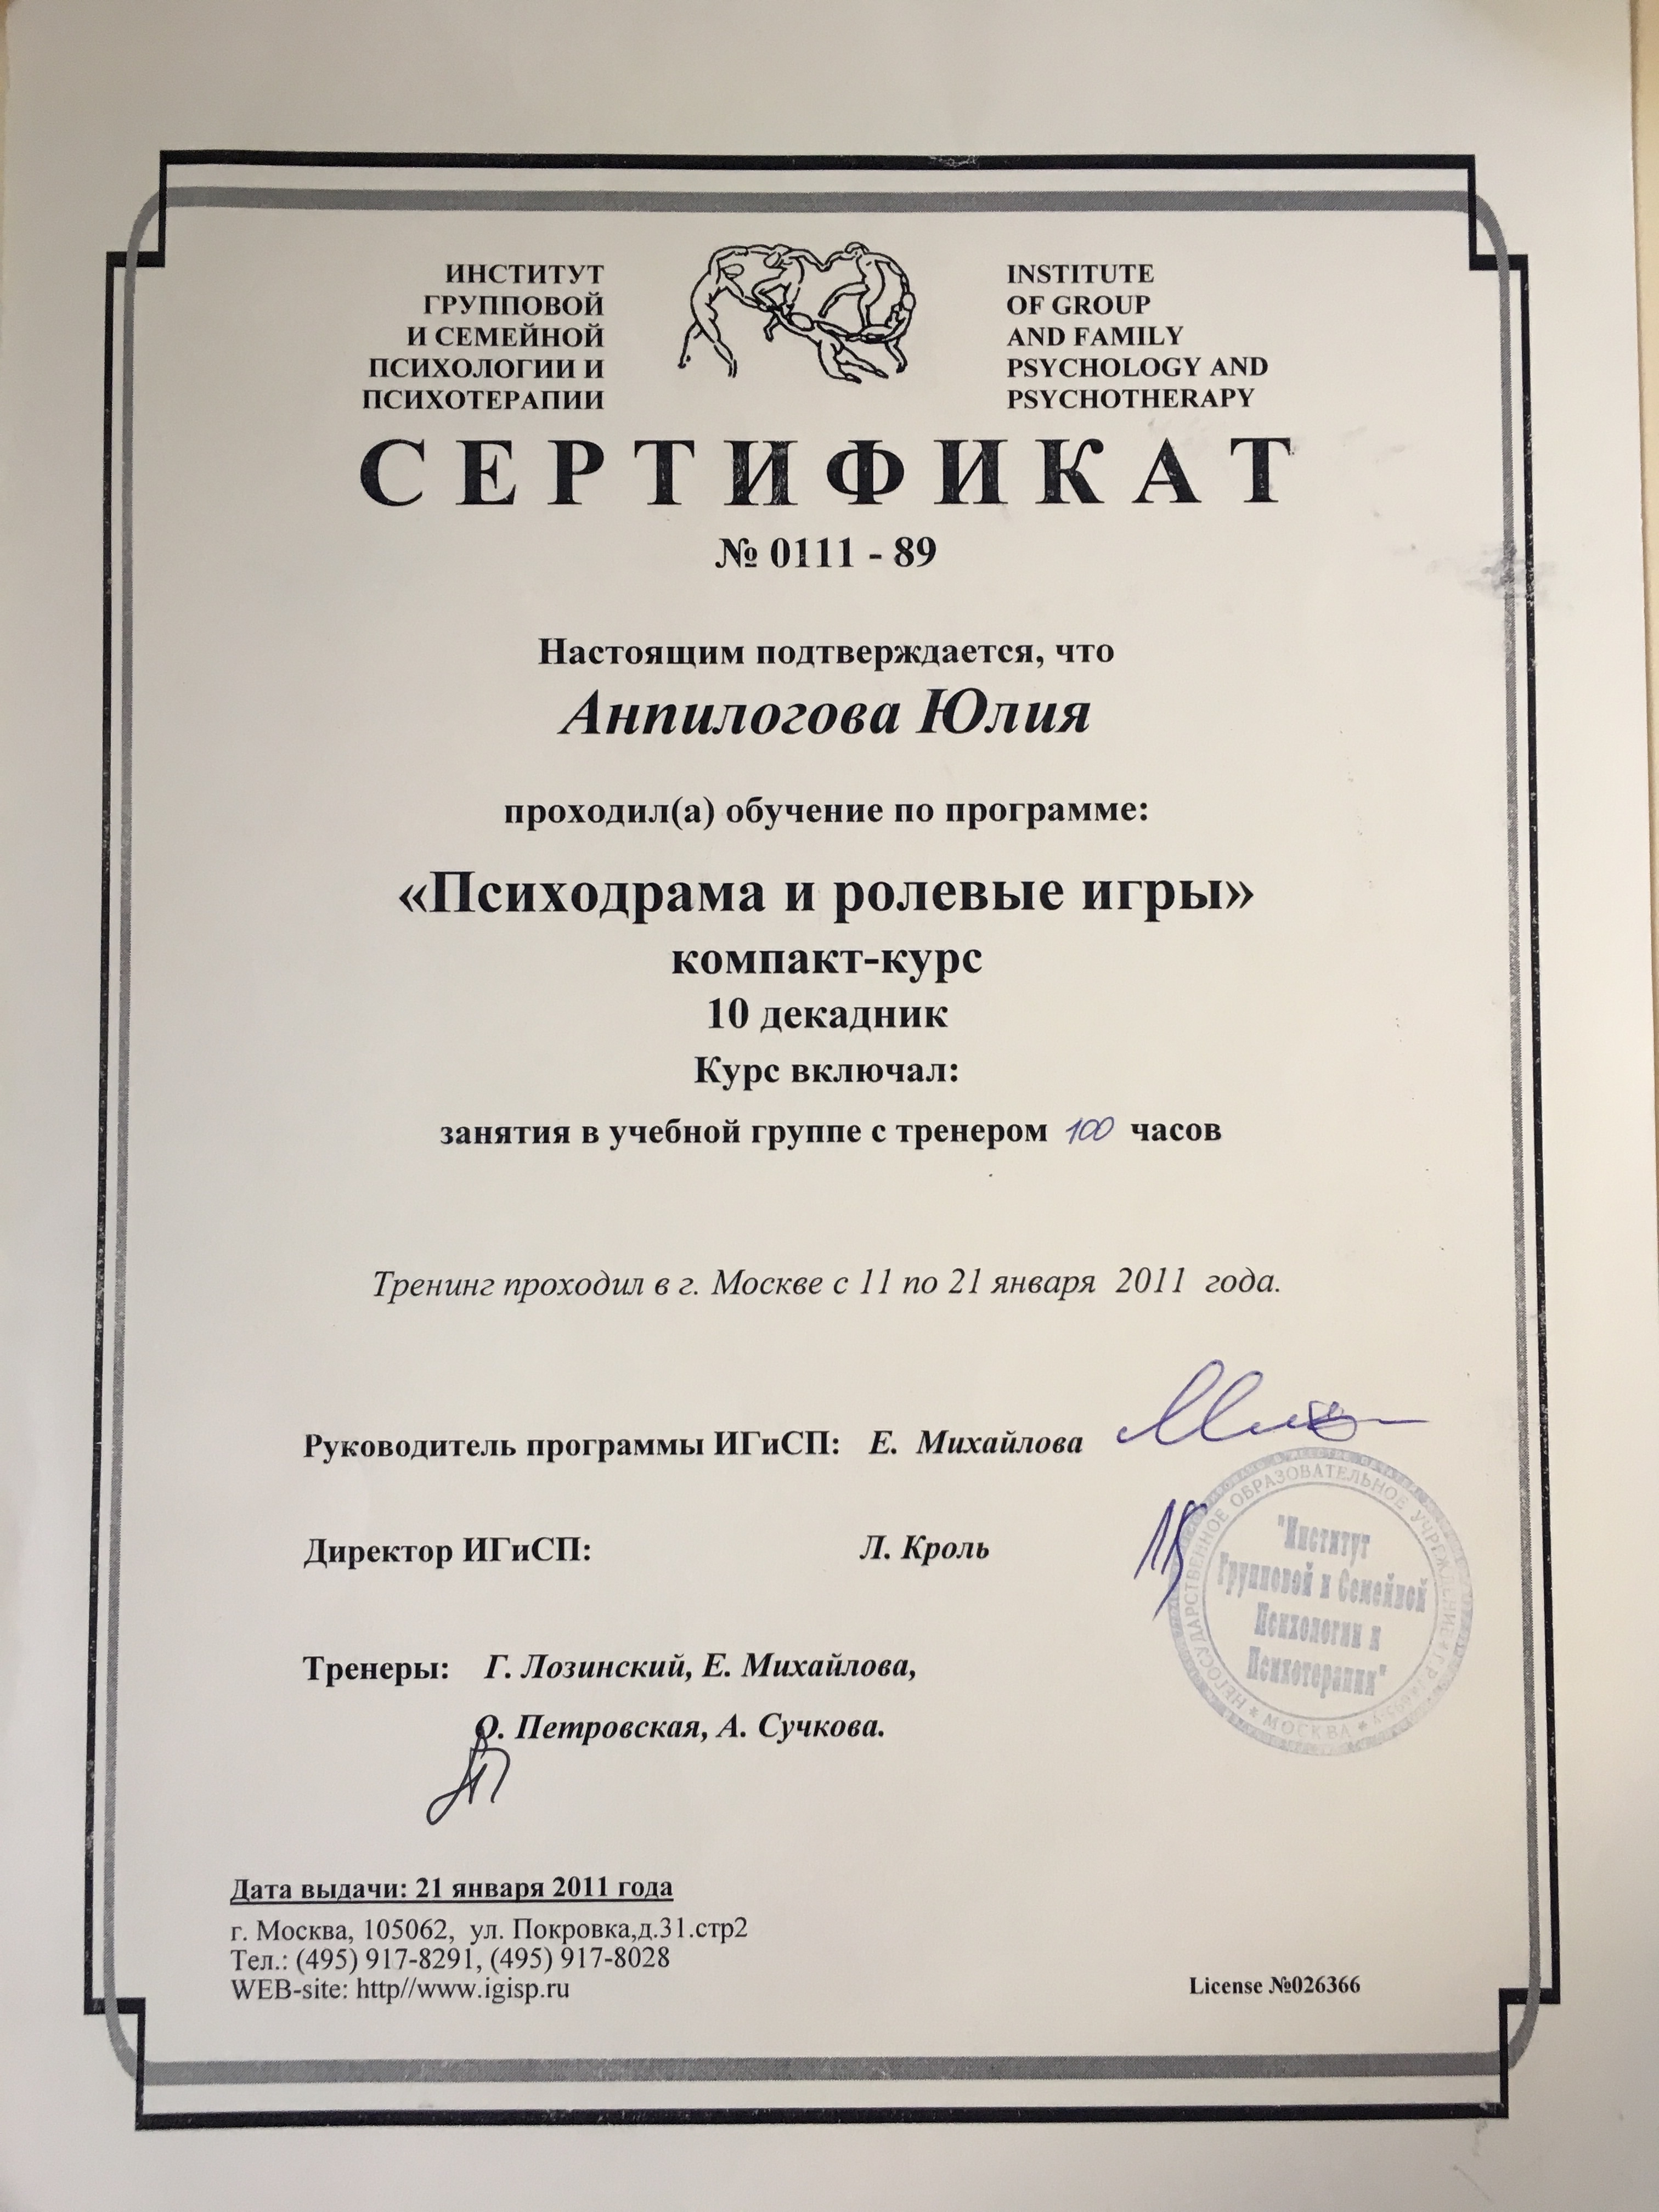 ИНСТИТУТ
ГРУППОВОЙ
И СЕМЕЙНОЙ
ПСИХОЛОГИИ И
ПСИХОТЕРАПИИ
INSTITUTE
OF GROUP
AND FAMILY
PSYCHOLOGY AND
PSYCHOTHERAPY
СЕРТИФИКАТ
№ 0111 - 89
Настоящим подтверждается, что
Анпилогова Юлия
проходил(а) обучение по программе:
«Психодрама и ролевые игры»
компакт-курс
10 декадник
Курс включал:
занятия в учебной группе с тренером 100 часов
Тренинг проходил в г. Москве с 11 по 21 января 2011 года.
Руководитель программы ИГиСП: Е. Михайлова
Директор ИГиСП: Л. Кроль
Тренеры: Г. Лозинский, Е. Михайлова,
О. Петровская, А. Сучкова.
НЕГОСУДАРСТВЕННОЕ ОБРАЗОВАТЕЛЬНОЕ УЧРЕЖДЕНИЕ
* МОСКВА *
"Институт
Групповой и Семейной
Психологии и
Психотерапии"
Дата выдачи: 21 января 2011 года
г. Москва, 105062, ул. Покровка,д.31.стр2
Тел.: (495) 917-8291, (495) 917-8028
WEB-site: http//www.igisp.ru
License №026366